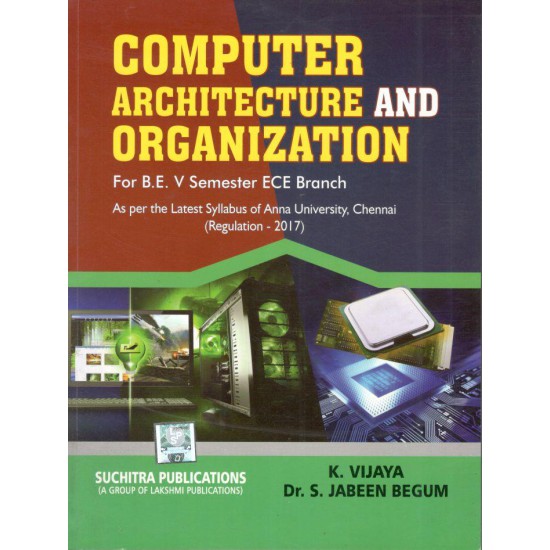 COMPUTER
ARCHITECTURE AND
ORGANIZATION
For B.E. V Semester ECE Branch
As per the Latest Syllabus of Anna University, Chennai
(Regulation - 2017)
SUCHITRA PUBLICATIONS
(A GROUP OF LAKSHMI PUBLICATIONS)
K. VIJAYA
Dr. S. JABEEN BEGUM